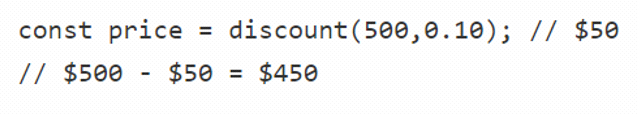 const price = discount(500,0.10); // $50
// $500 - $50 = $450